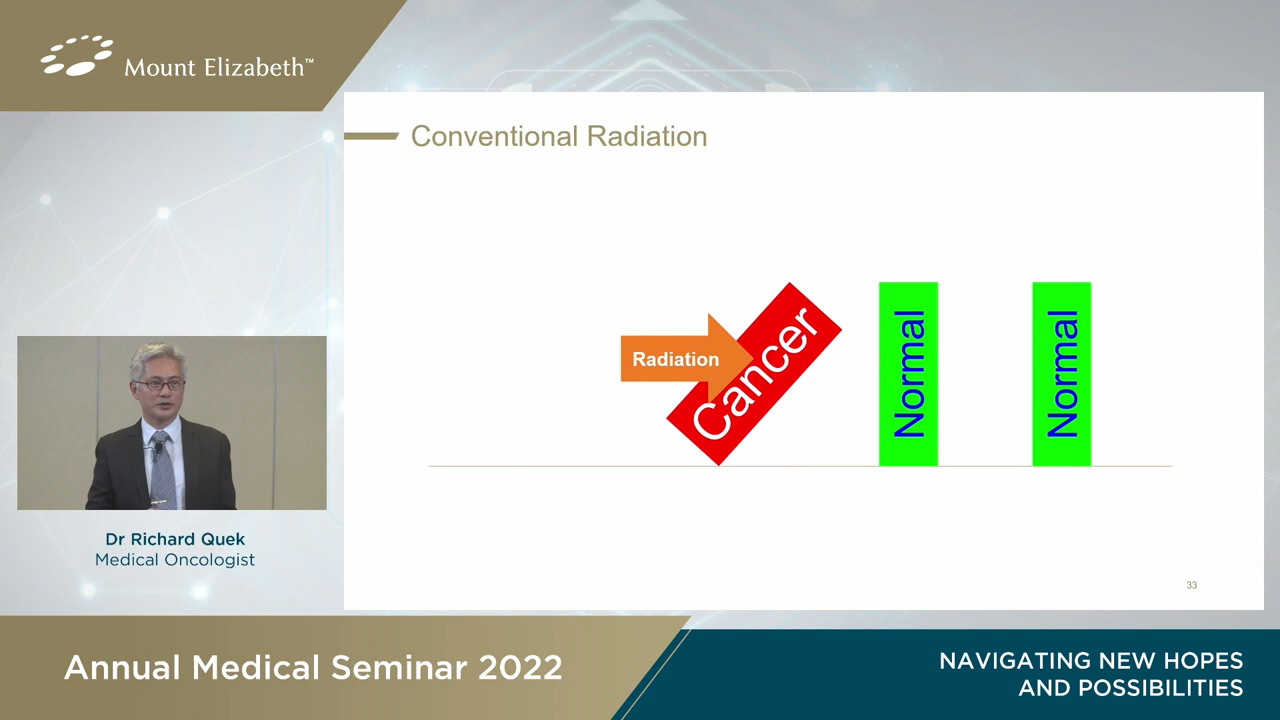 Mount Elizabeth™
Conventional Radiation
Radiation
Cancer
Normal
Normal
33
Dr Richard Quek
Medical Oncologist
Annual Medical Seminar 2022
NAVIGATING NEW HOPES
AND POSSIBILITIES